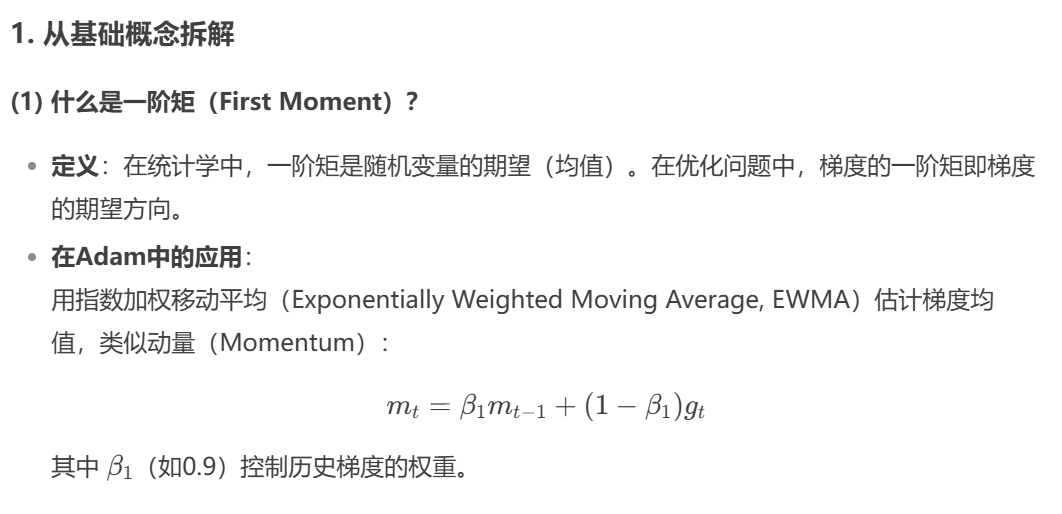 1. 从基础概念拆解
(1) 什么是一阶矩（First Moment）？
• 定义：在统计学中，一阶矩是随机变量的期望（均值）。在优化问题中，梯度的一阶矩即梯度
的期望方向。
• 在Adam中的应用：
用指数加权移动平均（Exponentially Weighted Moving Average, EWMA）估计梯度均
值，类似动量（Momentum）：
$m_t = \beta_1 m_{t-1} + (1 - \beta_1) g_t$
其中 $\beta_1$（如0.9）控制历史梯度的权重。